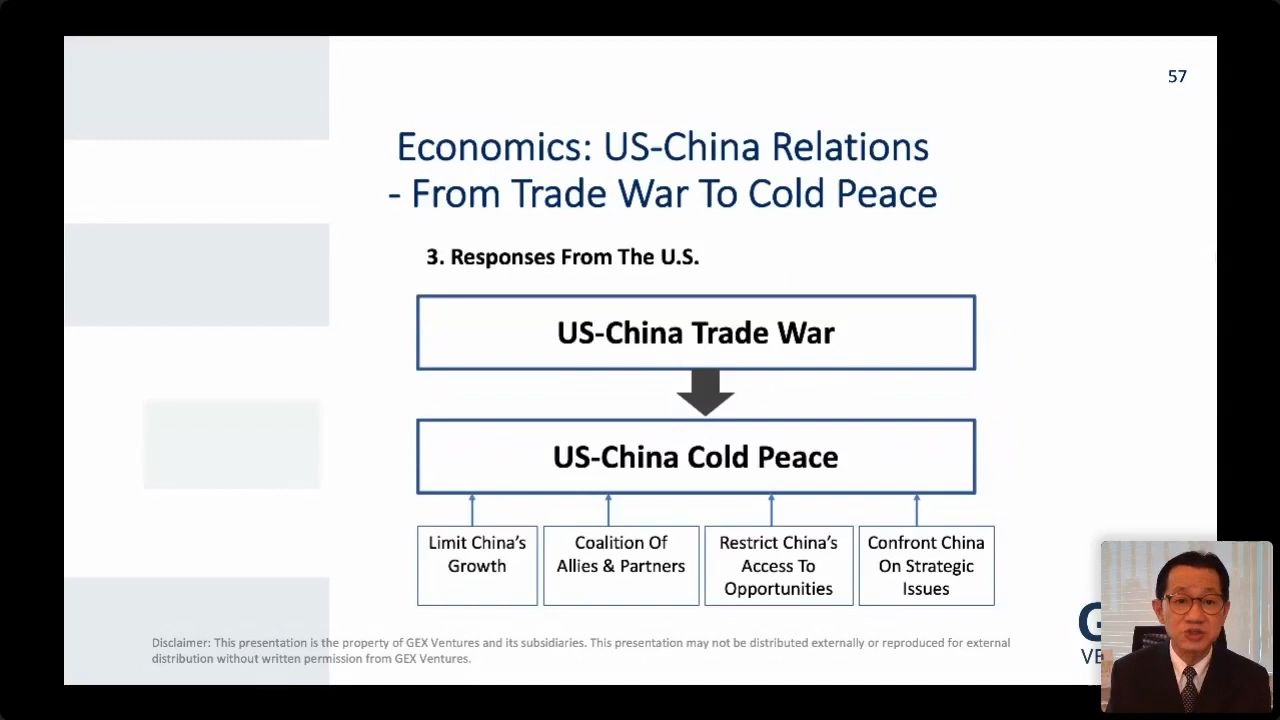 57
Economics: US-China Relations
- From Trade War To Cold Peace
3. Responses From The U.S.
US-China Trade War
US-China Cold Peace
Limit China's
Growth
Coalition Of
Allies & Partners
Restrict China's
Access To
Opportunities
Confront China
On Strategic
Issues
Disclaimer: This presentation is the property of GEX Ventures and its subsidiaries. This presentation may not be distributed externally or reproduced for external
distribution without written permission from GEX Ventures.